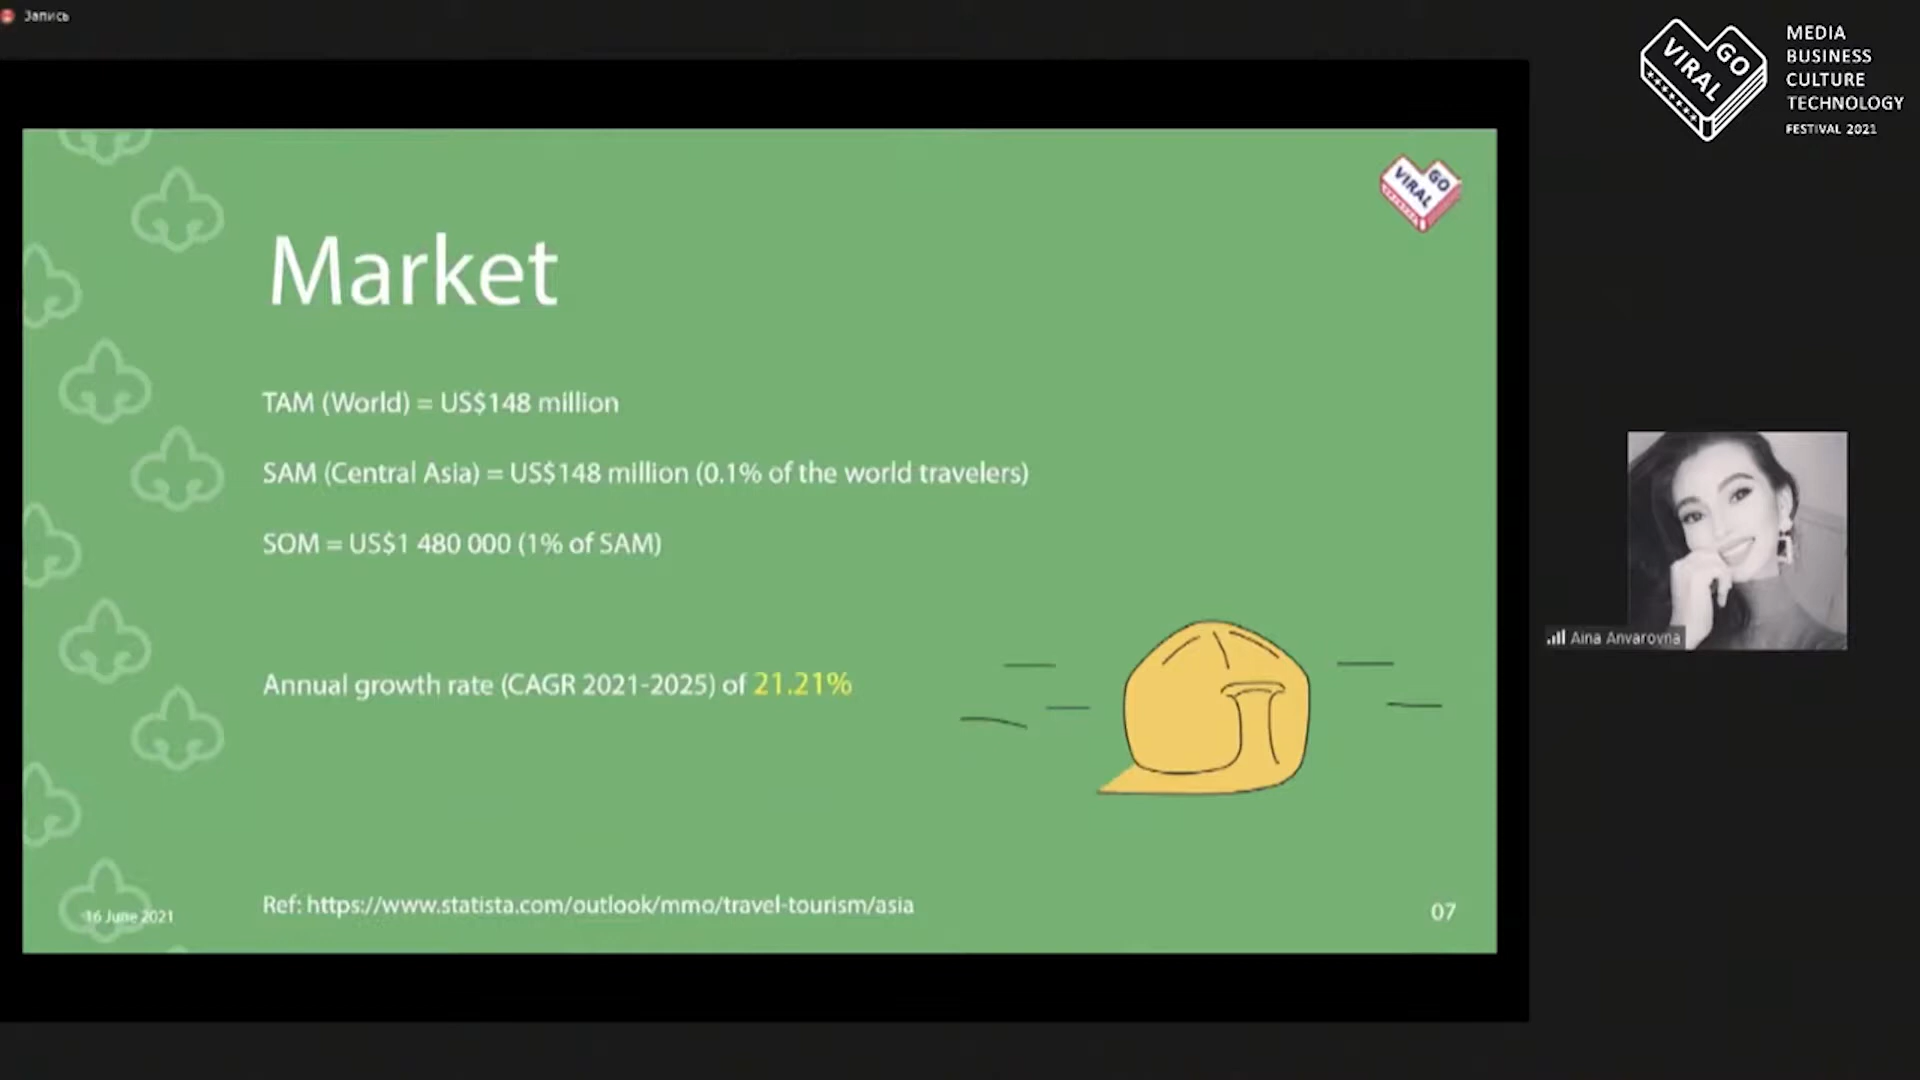 Запись
VIRAL GO
MEDIA
BUSINESS
CULTURE
TECHNOLOGY
FESTIVAL 2021
VIRAL GO
Market
TAM (World) = US$148 million
SAM (Central Asia) = US$148 million (0.1% of the world travelers)
SOM = US$1 480 000 (1% of SAM)
Annual growth rate (CAGR 2021-2025) of 21.21%
Aina Anvarovna
Ref: https://www.statista.com/outlook/mmo/travel-tourism/asia
16 June 2021
07